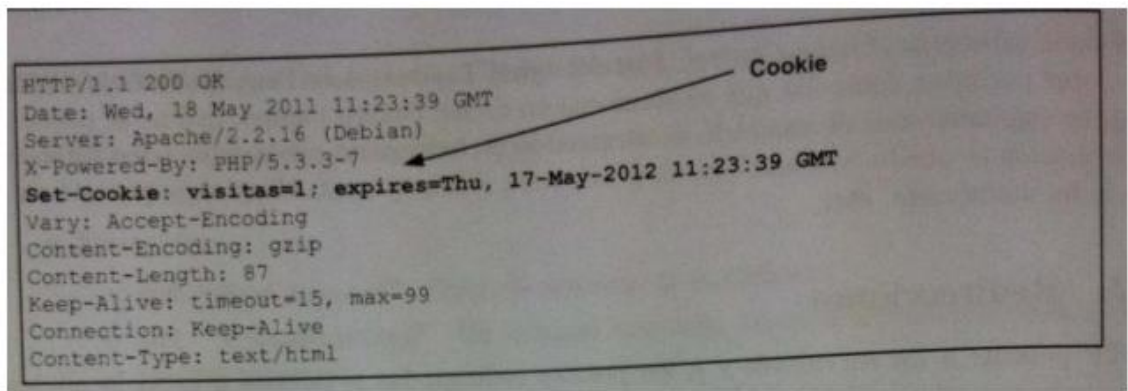 Cookie
HTTP/1.1 200 OK
Date: Wed, 18 May 2011 11:23:39 GMT
Server: Apache/2.2.16 (Debian)
X-Powered-By: PHP/5.3.3-7
Set-Cookie: visitas=1; expires=Thu, 17-May-2012 11:23:39 GMT
Vary: Accept-Encoding
Content-Encoding: gzip
Content-Length: 87
Keep-Alive: timeout=15, max=99
Connection: Keep-Alive
Content-Type: text/html